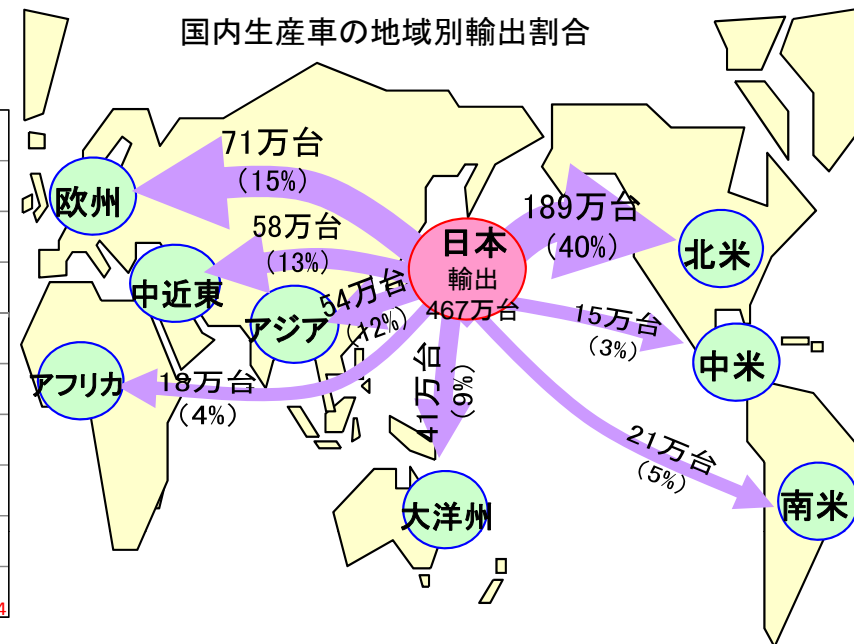 国内生産車の地域別輸出割合
71万台
(15%)
欧州
58万台
(13%)
中近東
54万台
(12%)
アジア
日本
輸出
467万台
189万台
(40%)
北米
15万台
(3%)
中米
18万台
(4%)
アフリカ
41万台
(9%)
大洋州
21万台
(5%)
南米
4